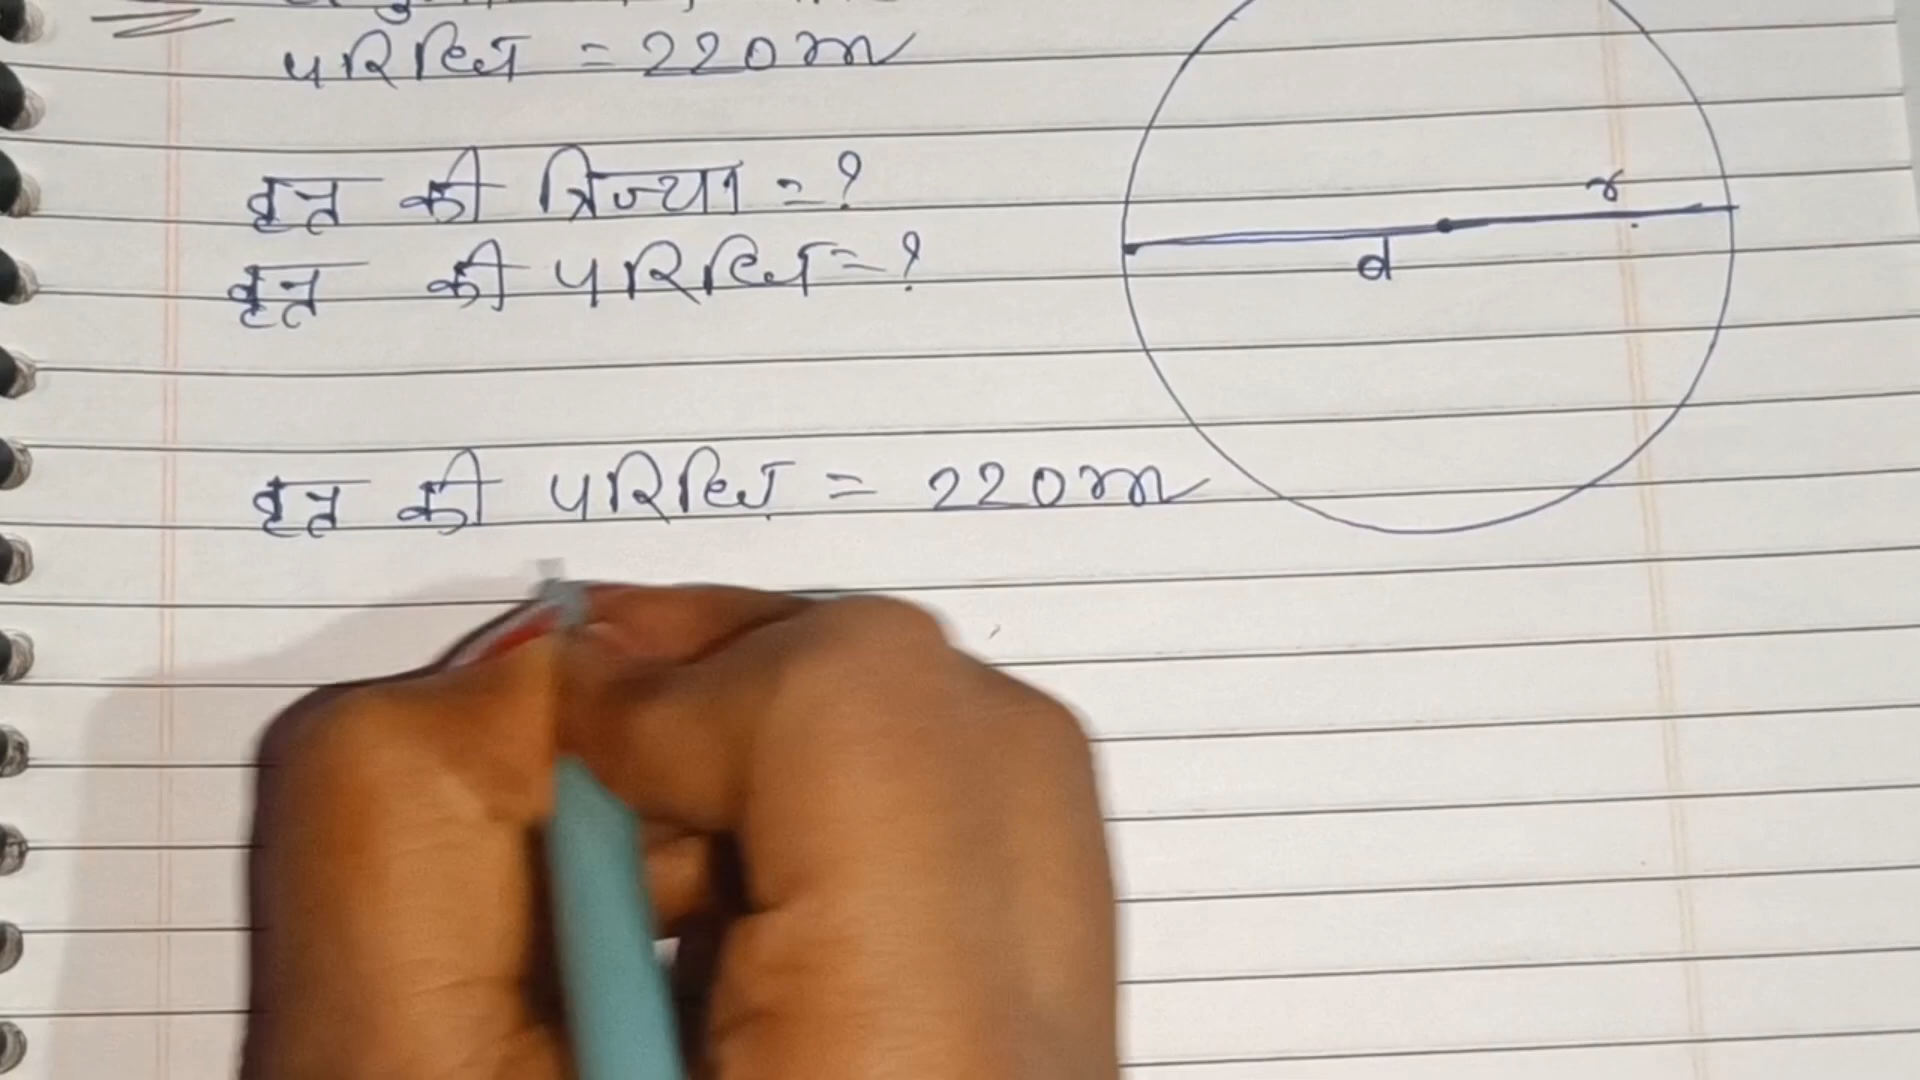 परिधि = 220m
वृत्त की त्रिज्या = ?
वृत्त की परिधि = ?
r
d
वृत्त की परिधि = 220m